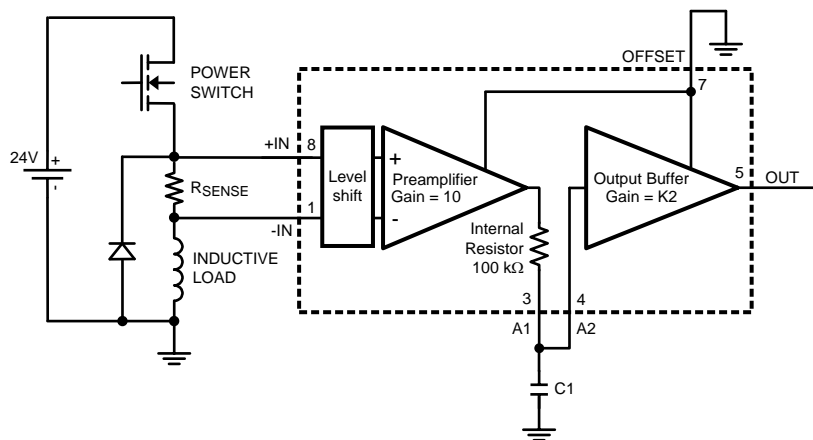 OFFSET
7
POWER
SWITCH
+IN
8
24V
+
-
RSENSE
Level
shift
+
-
Preamplifier
Gain = 10
Output Buffer
Gain = K2
5
OUT
1
-IN
Internal
Resistor
100 kΩ
INDUCTIVE
LOAD
3
4
A1
A2
C1